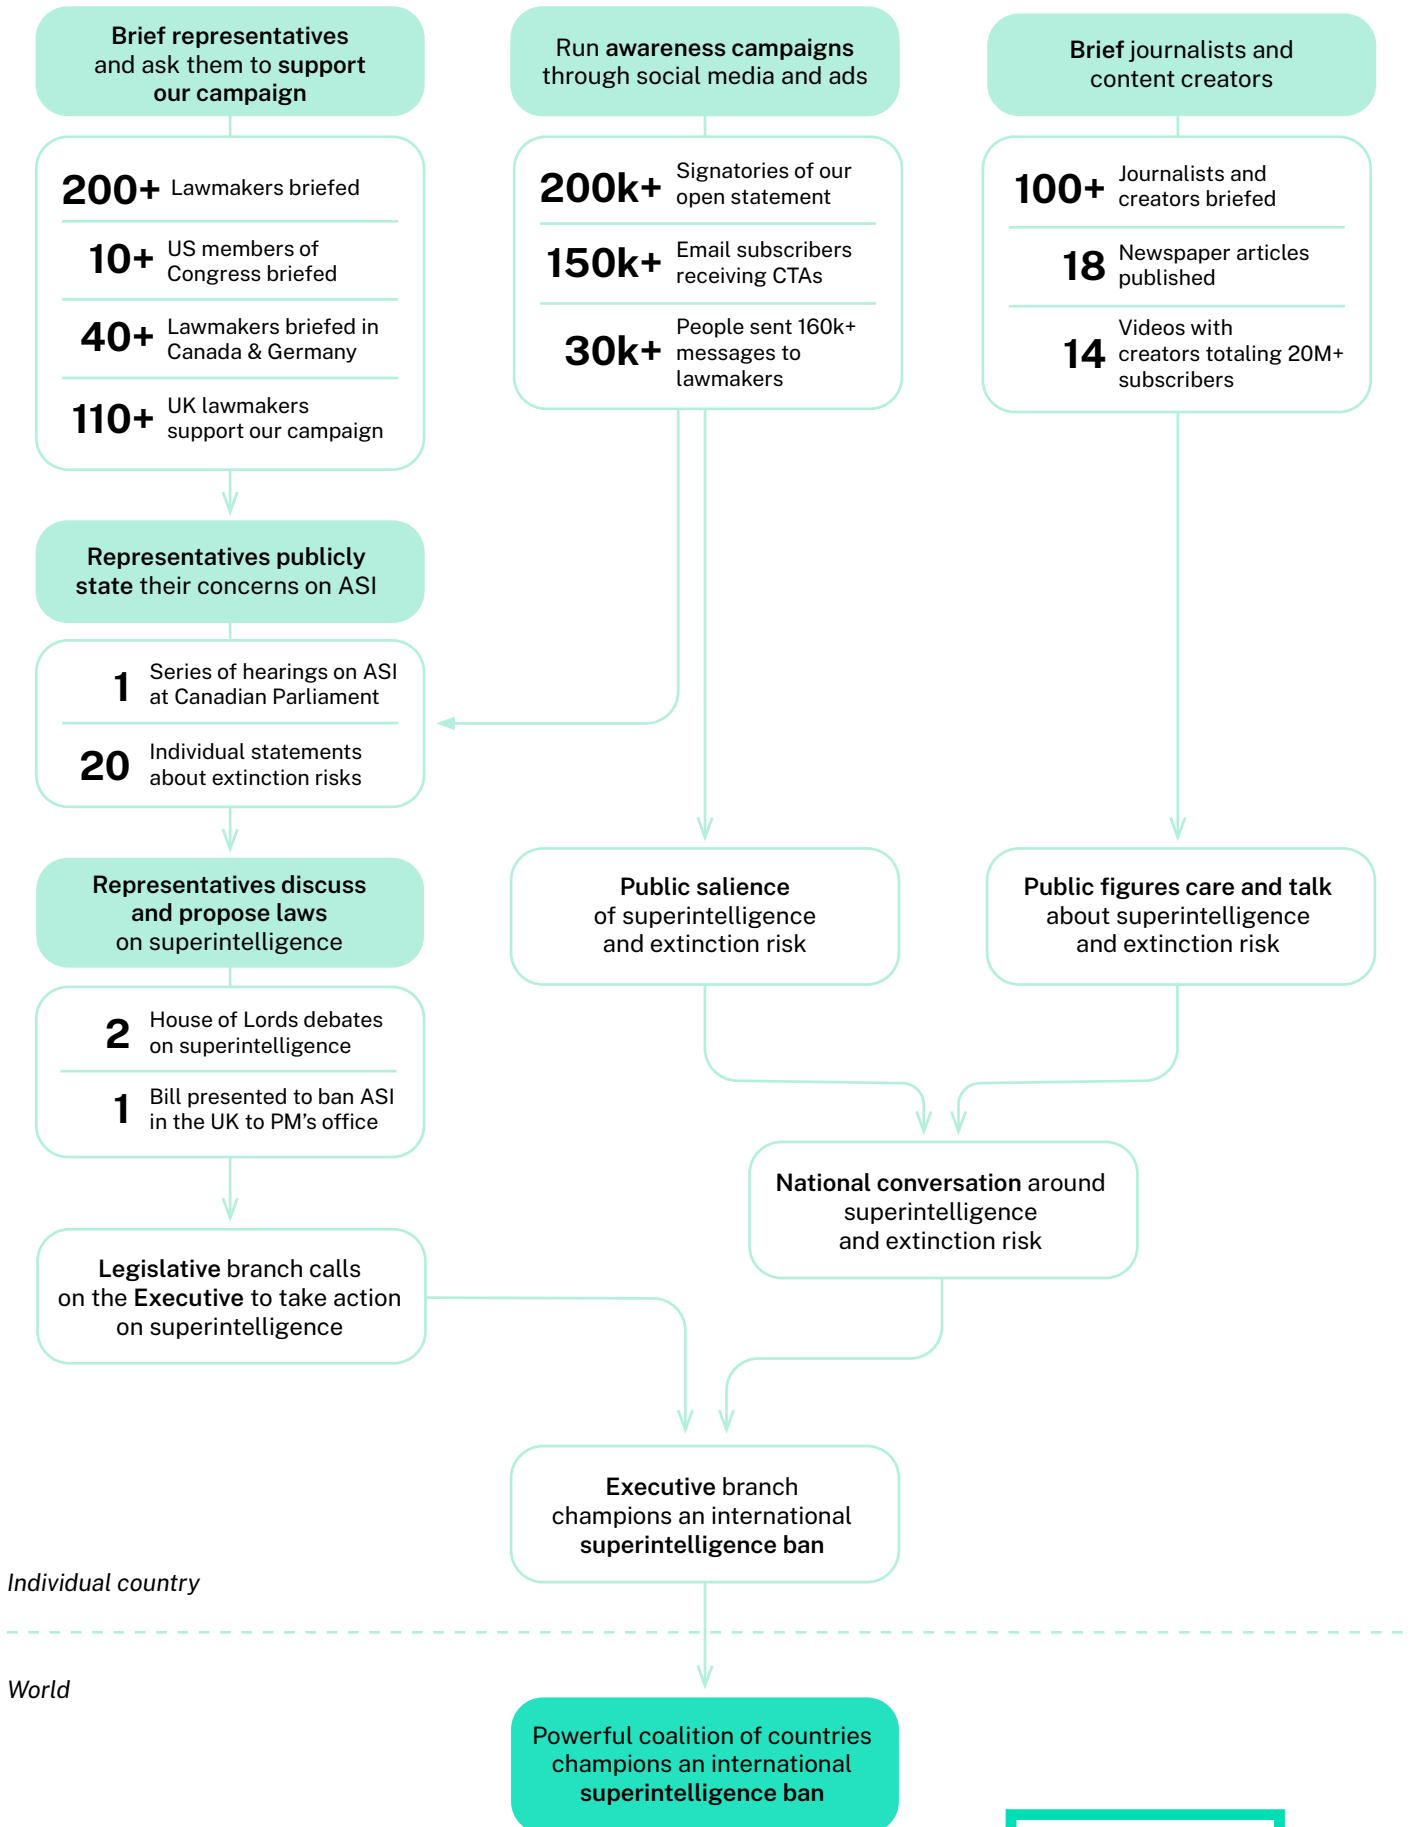 Brief representatives
and ask them to support
our campaign
200+ Lawmakers briefed
10+ US members of
Congress briefed
40+ Lawmakers briefed in
Canada & Germany
110+ UK lawmakers
support our campaign
Representatives publicly
state their concerns on ASI
1 Series of hearings on ASI
at Canadian Parliament
20 Individual statements
about extinction risks
Representatives discuss
and propose laws
on superintelligence
2 House of Lords debates
on superintelligence
1 Bill presented to ban ASI
in the UK to PM's office
Legislative branch calls
on the Executive to take action
on superintelligence
Run awareness campaigns
through social media and ads
200k+ Signatories of our
open statement
150k+ Email subscribers
receiving CTAs
30k+ People sent 160k+
messages to
lawmakers
Public salience
of superintelligence
and extinction risk
Brief journalists and
content creators
100+ Journalists and
creators briefed
18 Newspaper articles
published
14 Videos with
creators totaling 20M+
subscribers
Public figures care and talk
about superintelligence
and extinction risk
National conversation around
superintelligence
and extinction risk
Executive branch
champions an international
superintelligence ban
Individual country
World
Powerful coalition of countries
champions an international
superintelligence ban